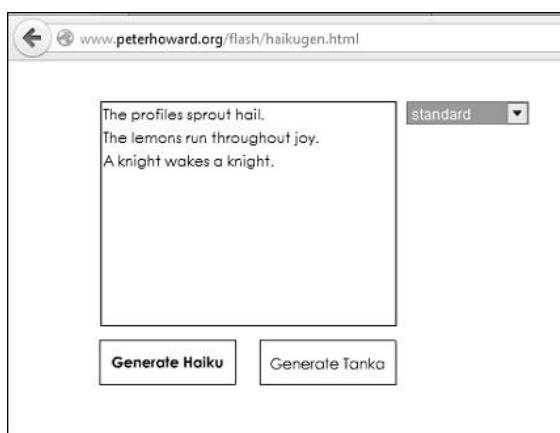 www.peterhoward.org/flash/haikugen.html
The profiles sprout hail.
standard
The lemons run throughout joy.
A knight wakes a knight.
Generate Haiku
Generate Tanka